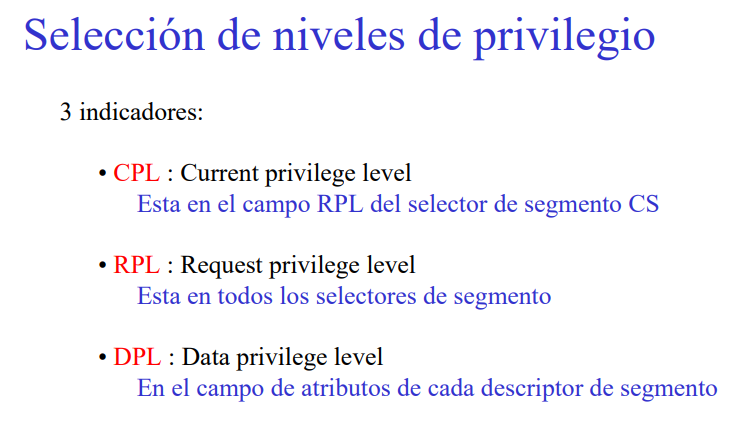 Selección de niveles de privilegio
3 indicadores:
• CPL : Current privilege level
Esta en el campo RPL del selector de segmento CS
• RPL : Request privilege level
Esta en todos los selectores de segmento
• DPL : Data privilege level
En el campo de atributos de cada descriptor de segmento